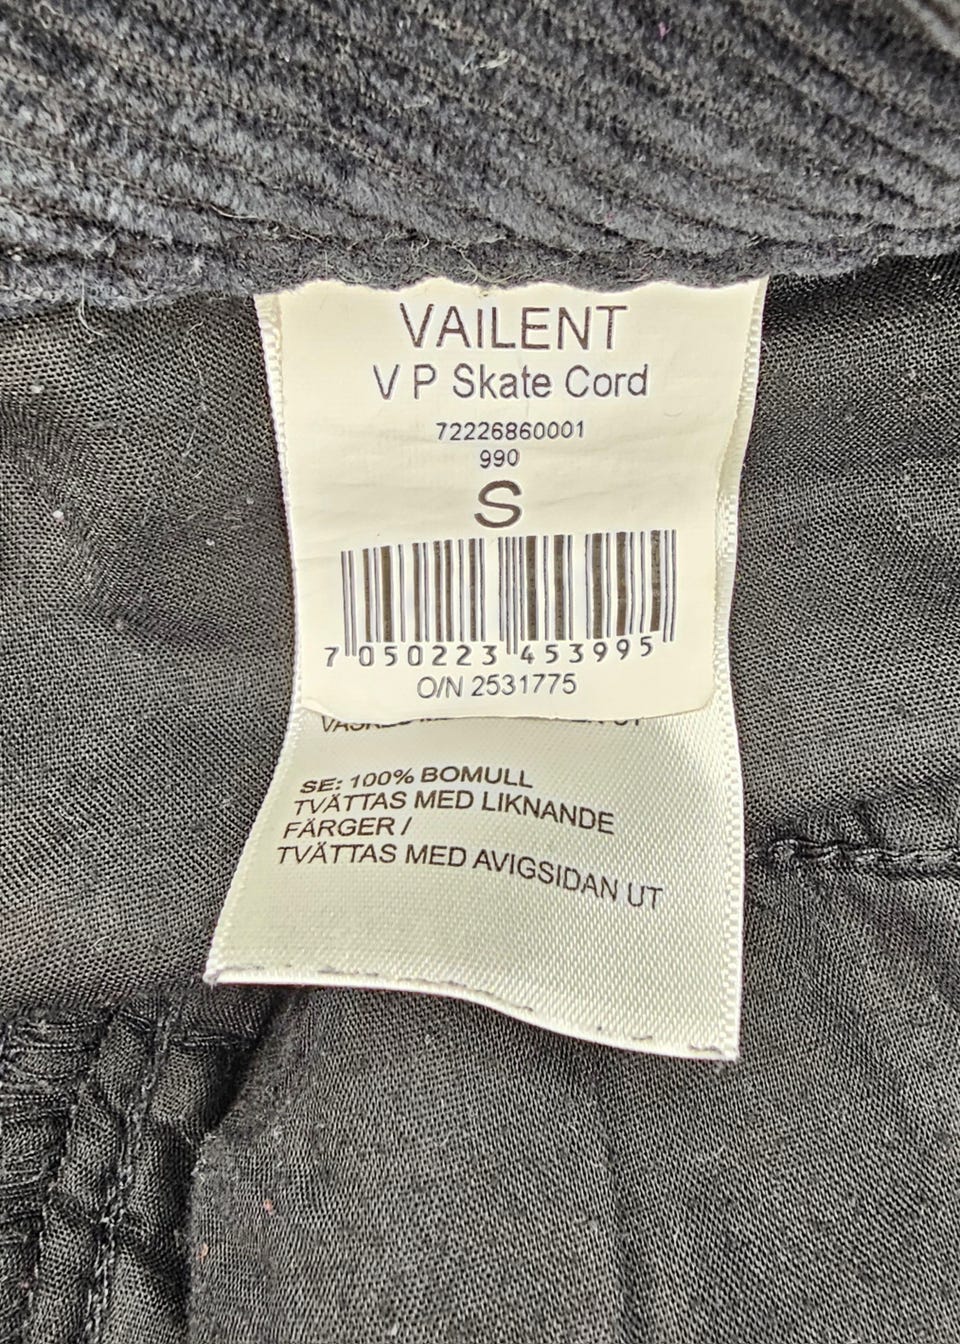 VAILENT
V P Skate Cord
72226860001
990
S
7 050223 453995
O/N 2531775
SE: 100% BOMULL
TVÄTTAS MED LIKNANDE
FÄRGER /
TVÄTTAS MED AVIGSIDAN UT